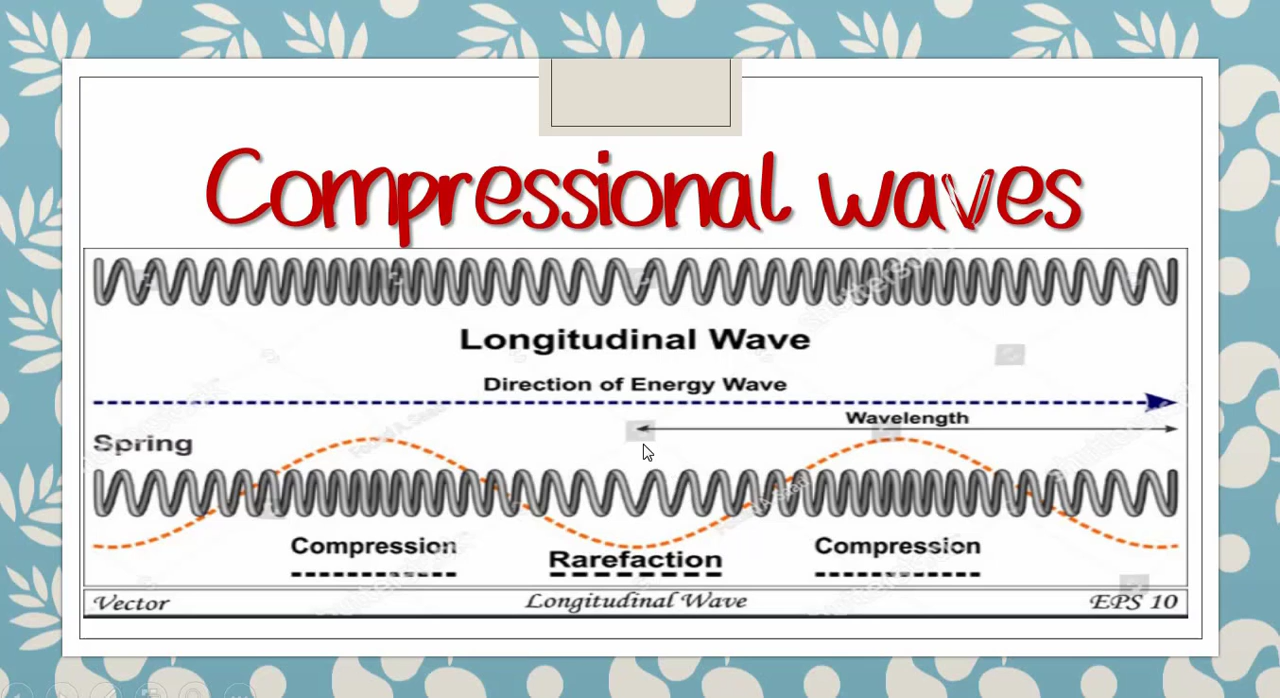 Compressional waves
Longitudinal Wave
Direction of Energy Wave
Wavelength
Spring
Compression
Rarefaction
Compression
Vector
Longitudinal Wave
EPS 10